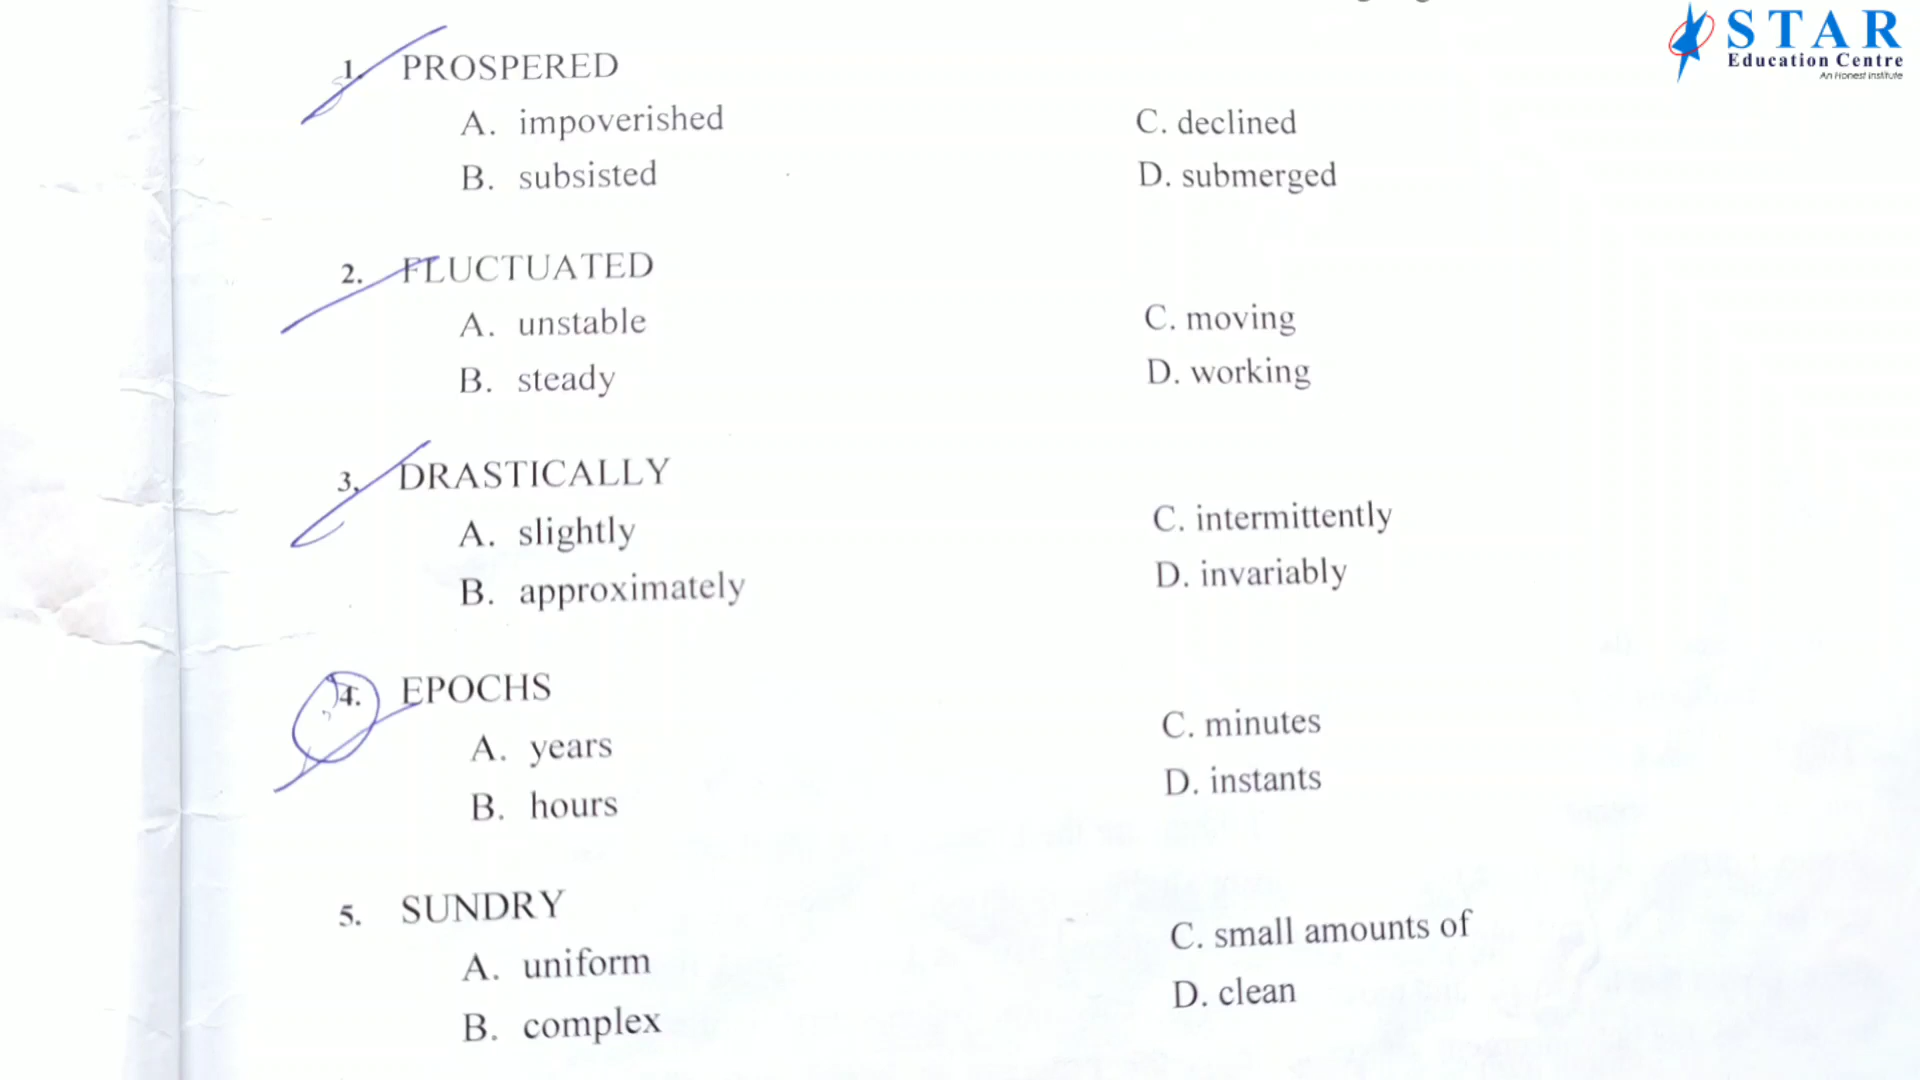 STAR
Education Centre
An Honest Institute
1. PROSPERED
A. impoverished
B. subsisted
C. declined
D. submerged
2. FLUCTUATED
A. unstable
B. steady
C. moving
D. working
3. DRASTICALLY
A. slightly
B. approximately
C. intermittently
D. invariably
4. EPOCHS
A. years
B. hours
C. minutes
D. instants
5. SUNDRY
A. uniform
B. complex
C. small amounts of
D. clean